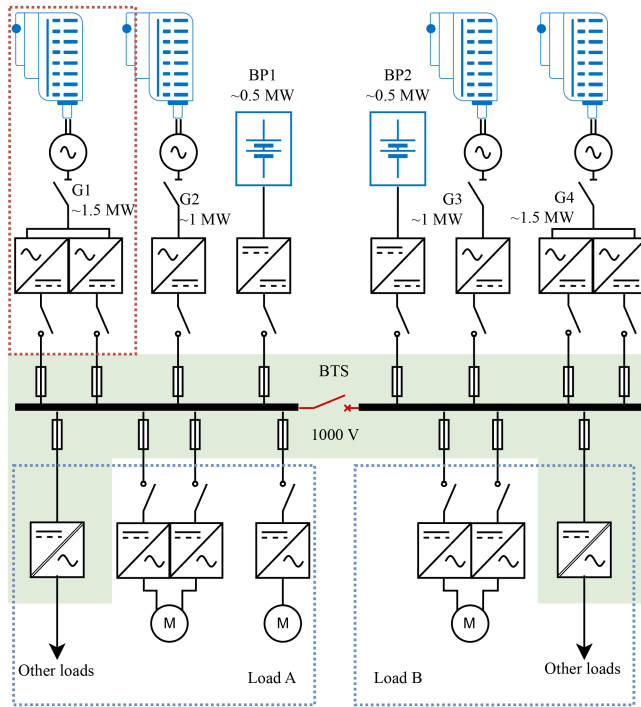 BP1
~0.5 MW
BP2
~0.5 MW
G1
~1.5 MW
G2
~1 MW
G3
~1 MW
G4
~1.5 MW
BTS
1000 V
M
M
M
Other loads
Load A
Load B
Other loads